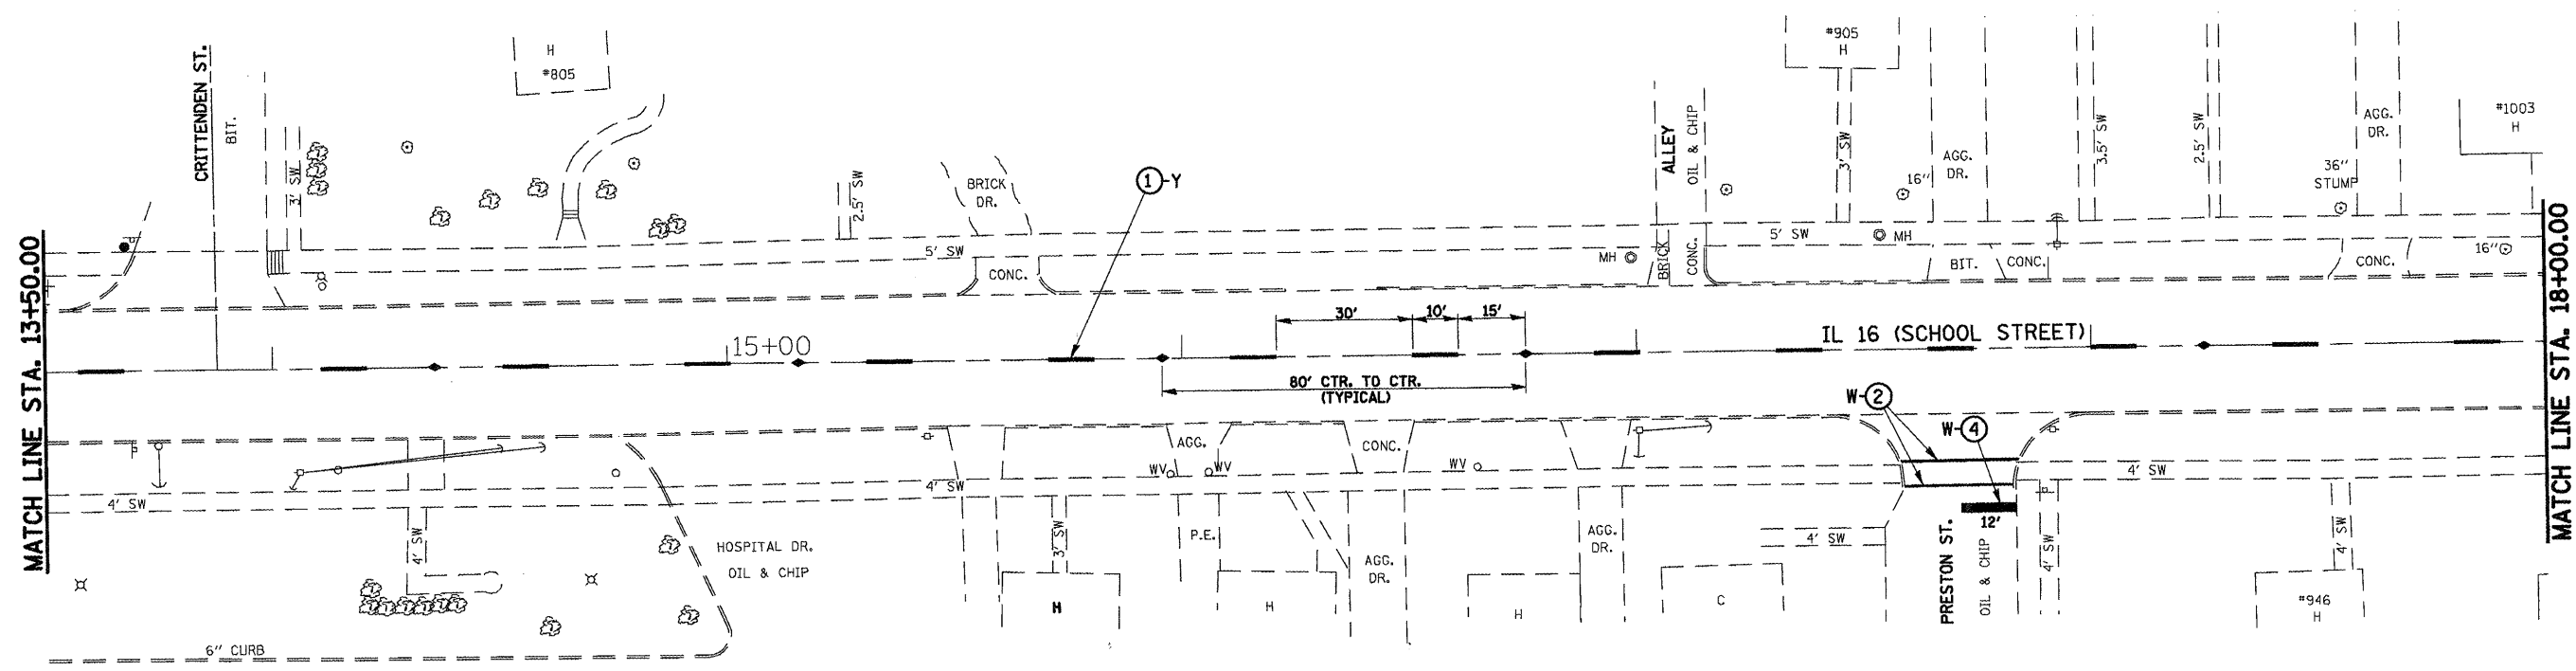 MATCH LINE STA. 13+50.00
CRITTENDEN ST.
BIT.
3' SW
H
#805
2.5' SW
BRICK
DR.
5' SW
CONC.
1-Y
ALLEY
OIL & CHIP
MH
BRICK
CONC.
#905
H
3' SW
5' SW
MH
16"
AGG.
DR.
BIT.
CONC.
3.5' SW
2.5' SW
36"
STUMP
AGG.
DR.
CONC.
#1003
H
16"
MATCH LINE STA. 18+00.00
15+00
30'
10'
15'
80' CTR. TO CTR.
(TYPICAL)
IL 16 (SCHOOL STREET)
W-2
W-4
4' SW
4' SW
HOSPITAL DR.
OIL & CHIP
6" CURB
4' SW
3' SW
H
AGG.
WV
WV
P.E.
H
CONC.
AGG.
DR.
WV
H
AGG.
DR.
C
4' SW
PRESTON ST.
OIL & CHIP
12'
4' SW
4' SW
4' SW
#946
H